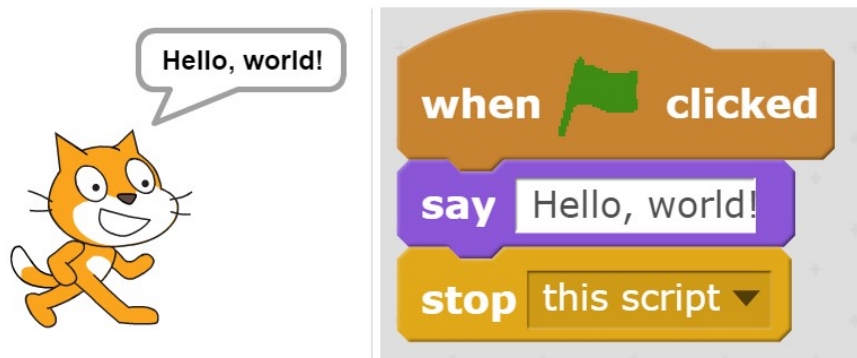 Hello, world!
when clicked
say Hello, world!
stop this script